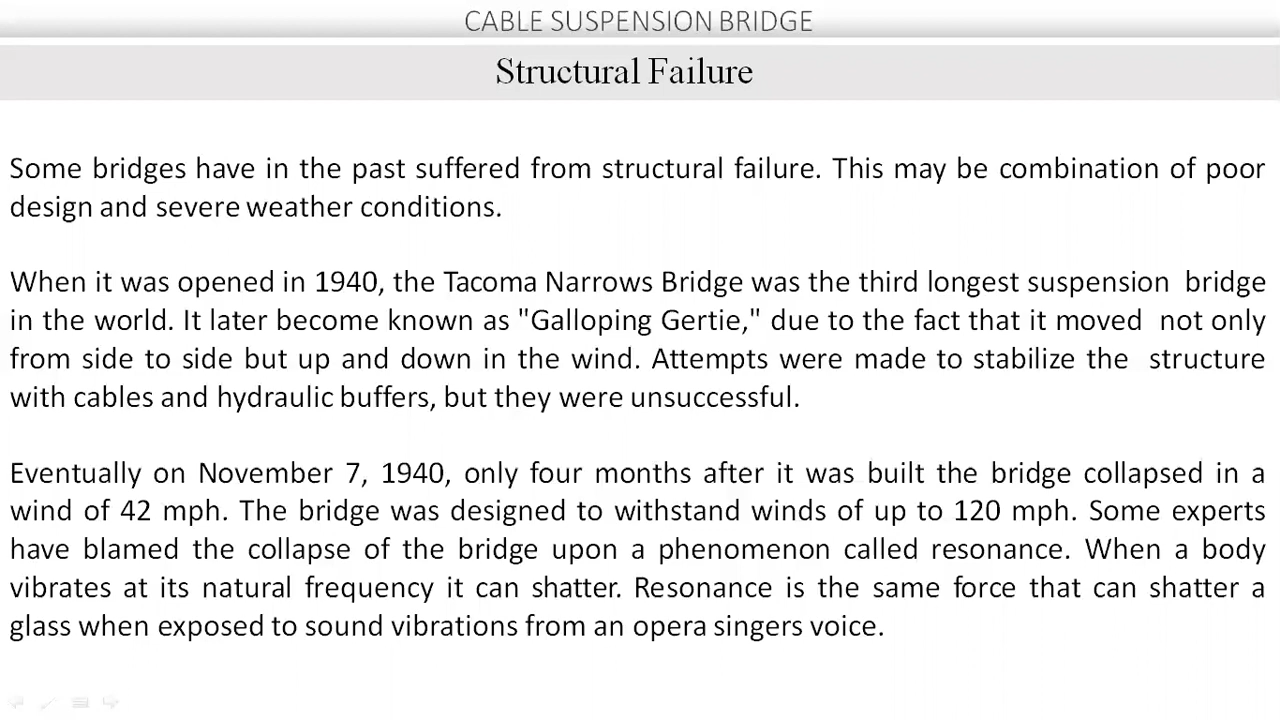 CABLE SUSPENSION BRIDGE
Structural Failure
Some bridges have in the past suffered from structural failure. This may be combination of poor
design and severe weather conditions.
When it was opened in 1940, the Tacoma Narrows Bridge was the third longest suspension bridge
in the world. It later become known as "Galloping Gertie," due to the fact that it moved not only
from side to side but up and down in the wind. Attempts were made to stabilize the structure
with cables and hydraulic buffers, but they were unsuccessful.
Eventually on November 7, 1940, only four months after it was built the bridge collapsed in a
wind of 42 mph. The bridge was designed to withstand winds of up to 120 mph. Some experts
have blamed the collapse of the bridge upon a phenomenon called resonance. When a body
vibrates at its natural frequency it can shatter. Resonance is the same force that can shatter a
glass when exposed to sound vibrations from an opera singers voice.